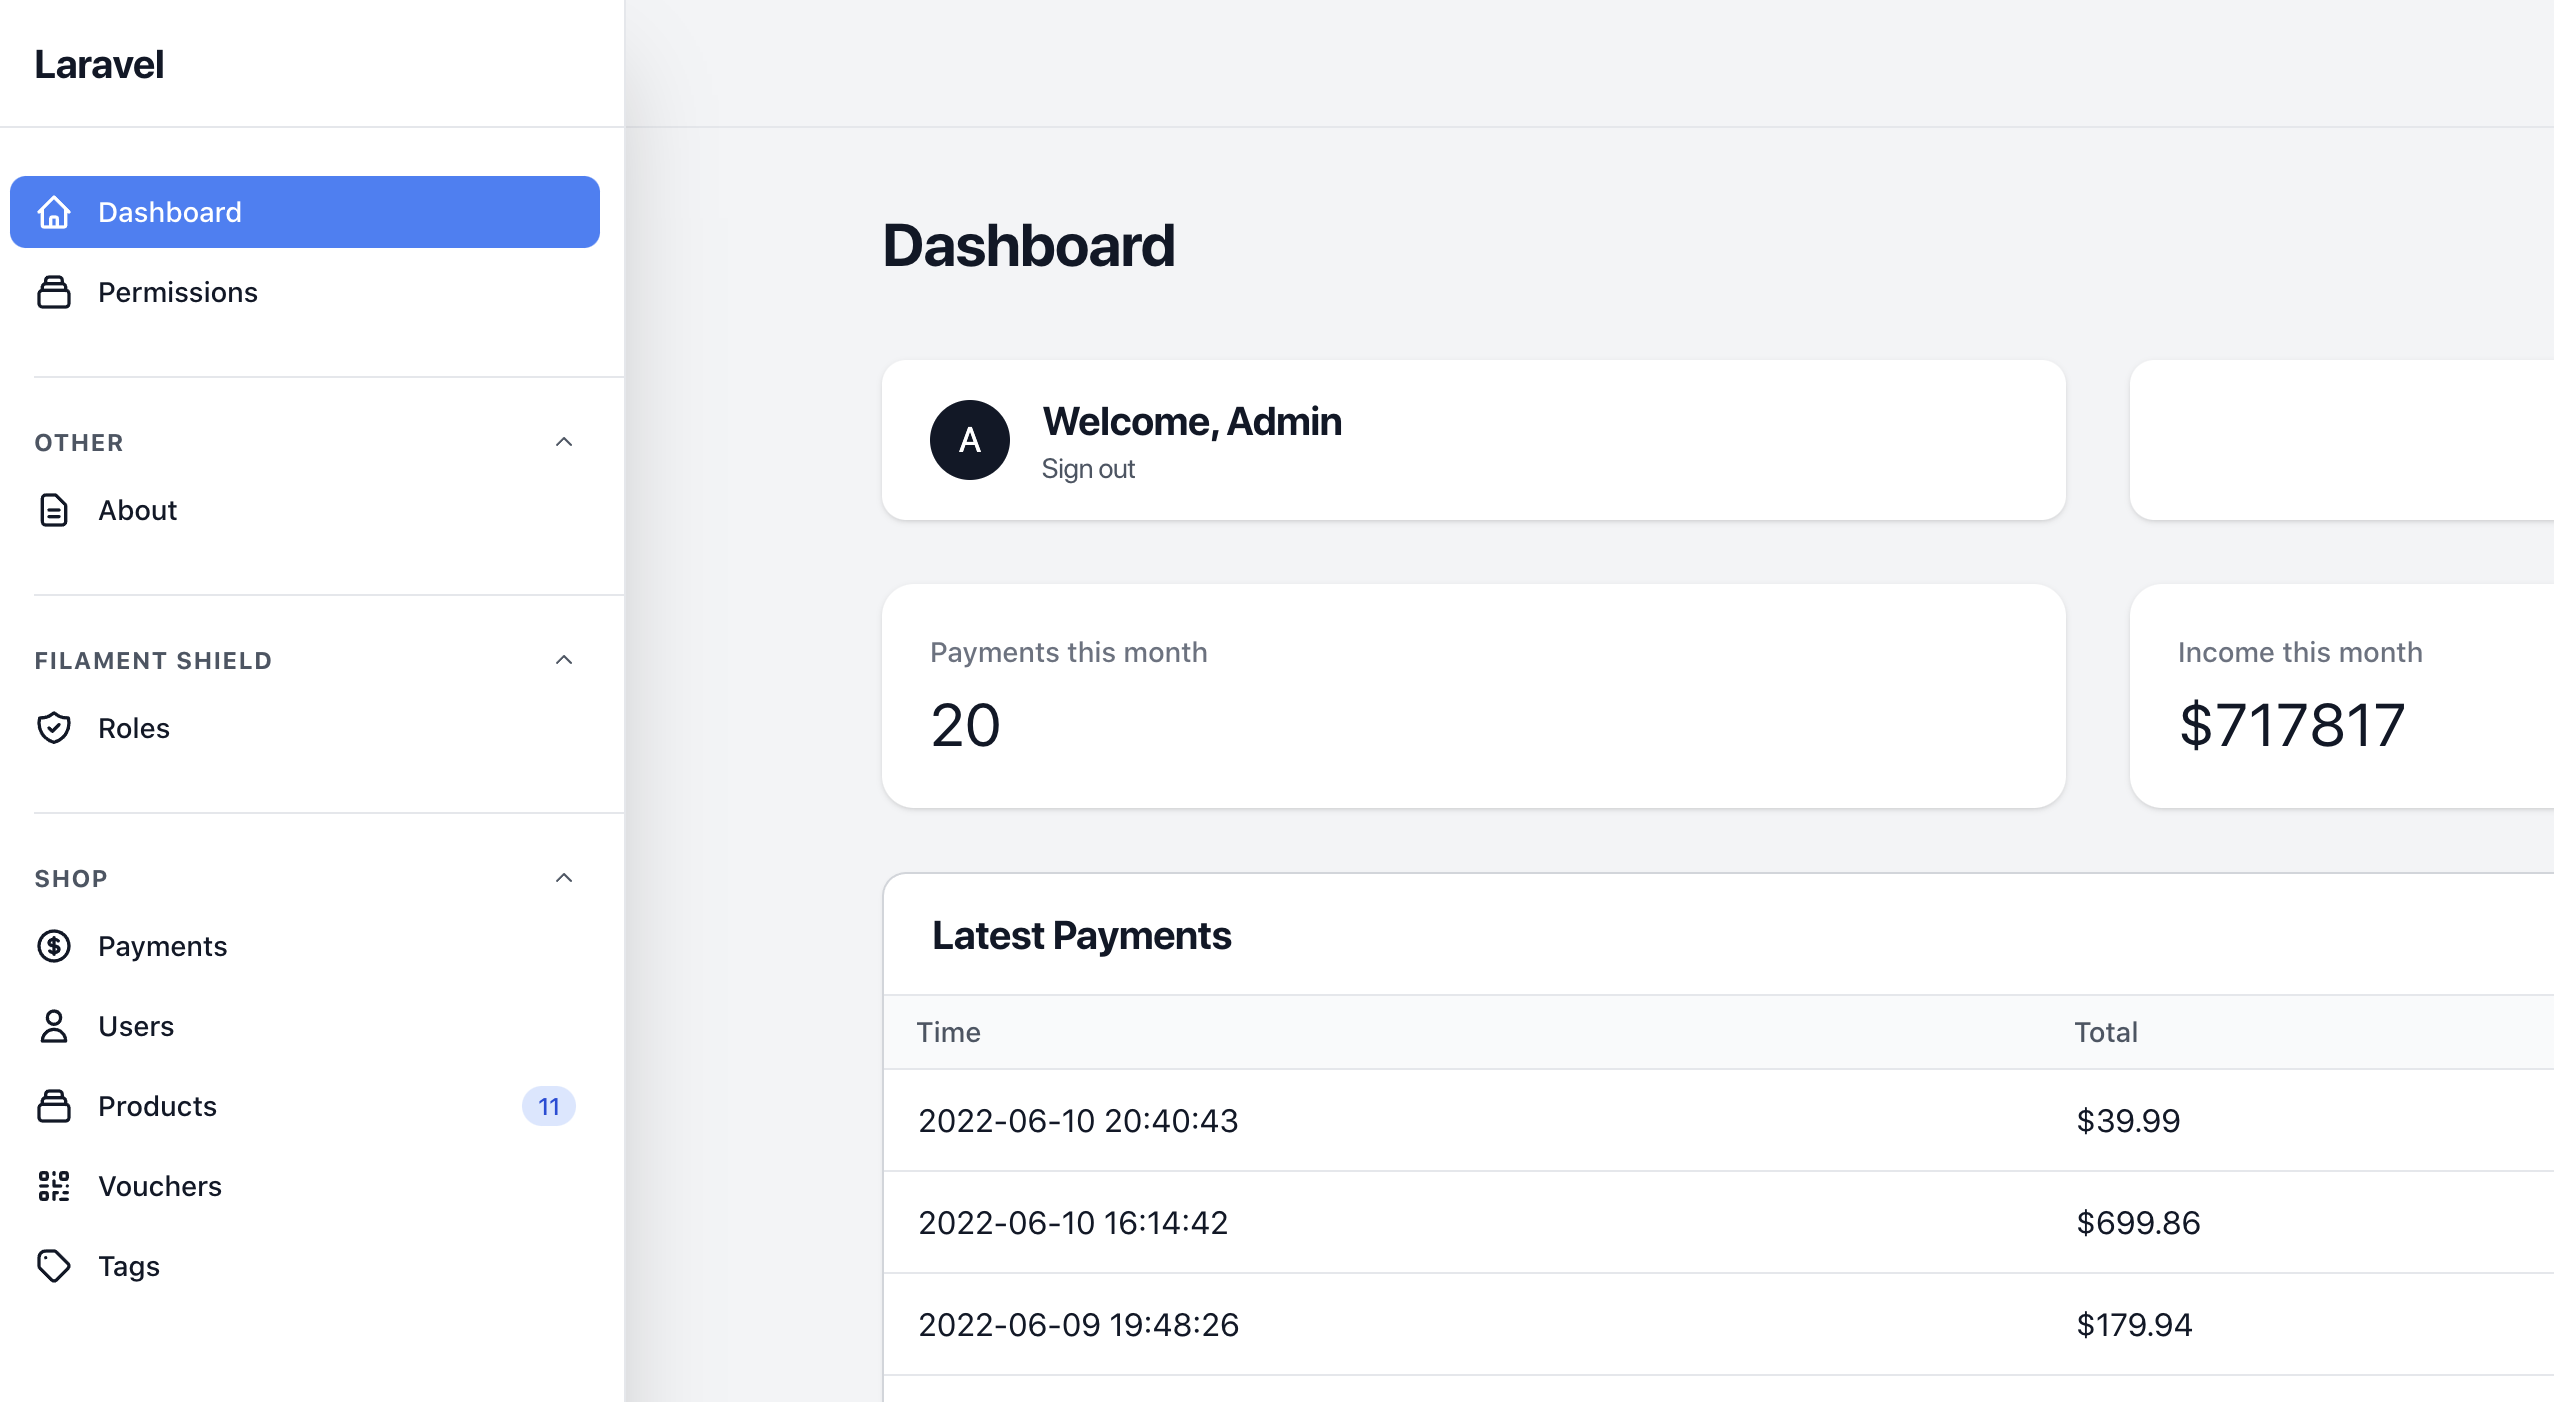 Laravel
Dashboard
Permissions
OTHER
About
FILAMENT SHIELD
Roles
SHOP
Payments
Users
Products 11
Vouchers
Tags
Dashboard
A
Welcome, Admin
Sign out
Payments this month
20
Income this month
$717817
Latest Payments
Time Total
2022-06-10 20:40:43 $39.99
2022-06-10 16:14:42 $699.86
2022-06-09 19:48:26 $179.94